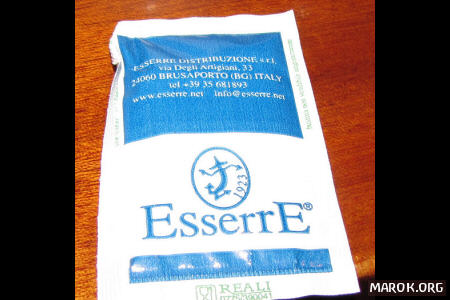 ESSERRE DISTRIBUZIONE s.r.l.
via Degli Artigiani, 33
24060 BRUSAPORTO (BG) ITALY
tel +39 35 681893
www.esserre.net info@esserre.net
1923
EsserrE®
REALI
MAROK.ORG